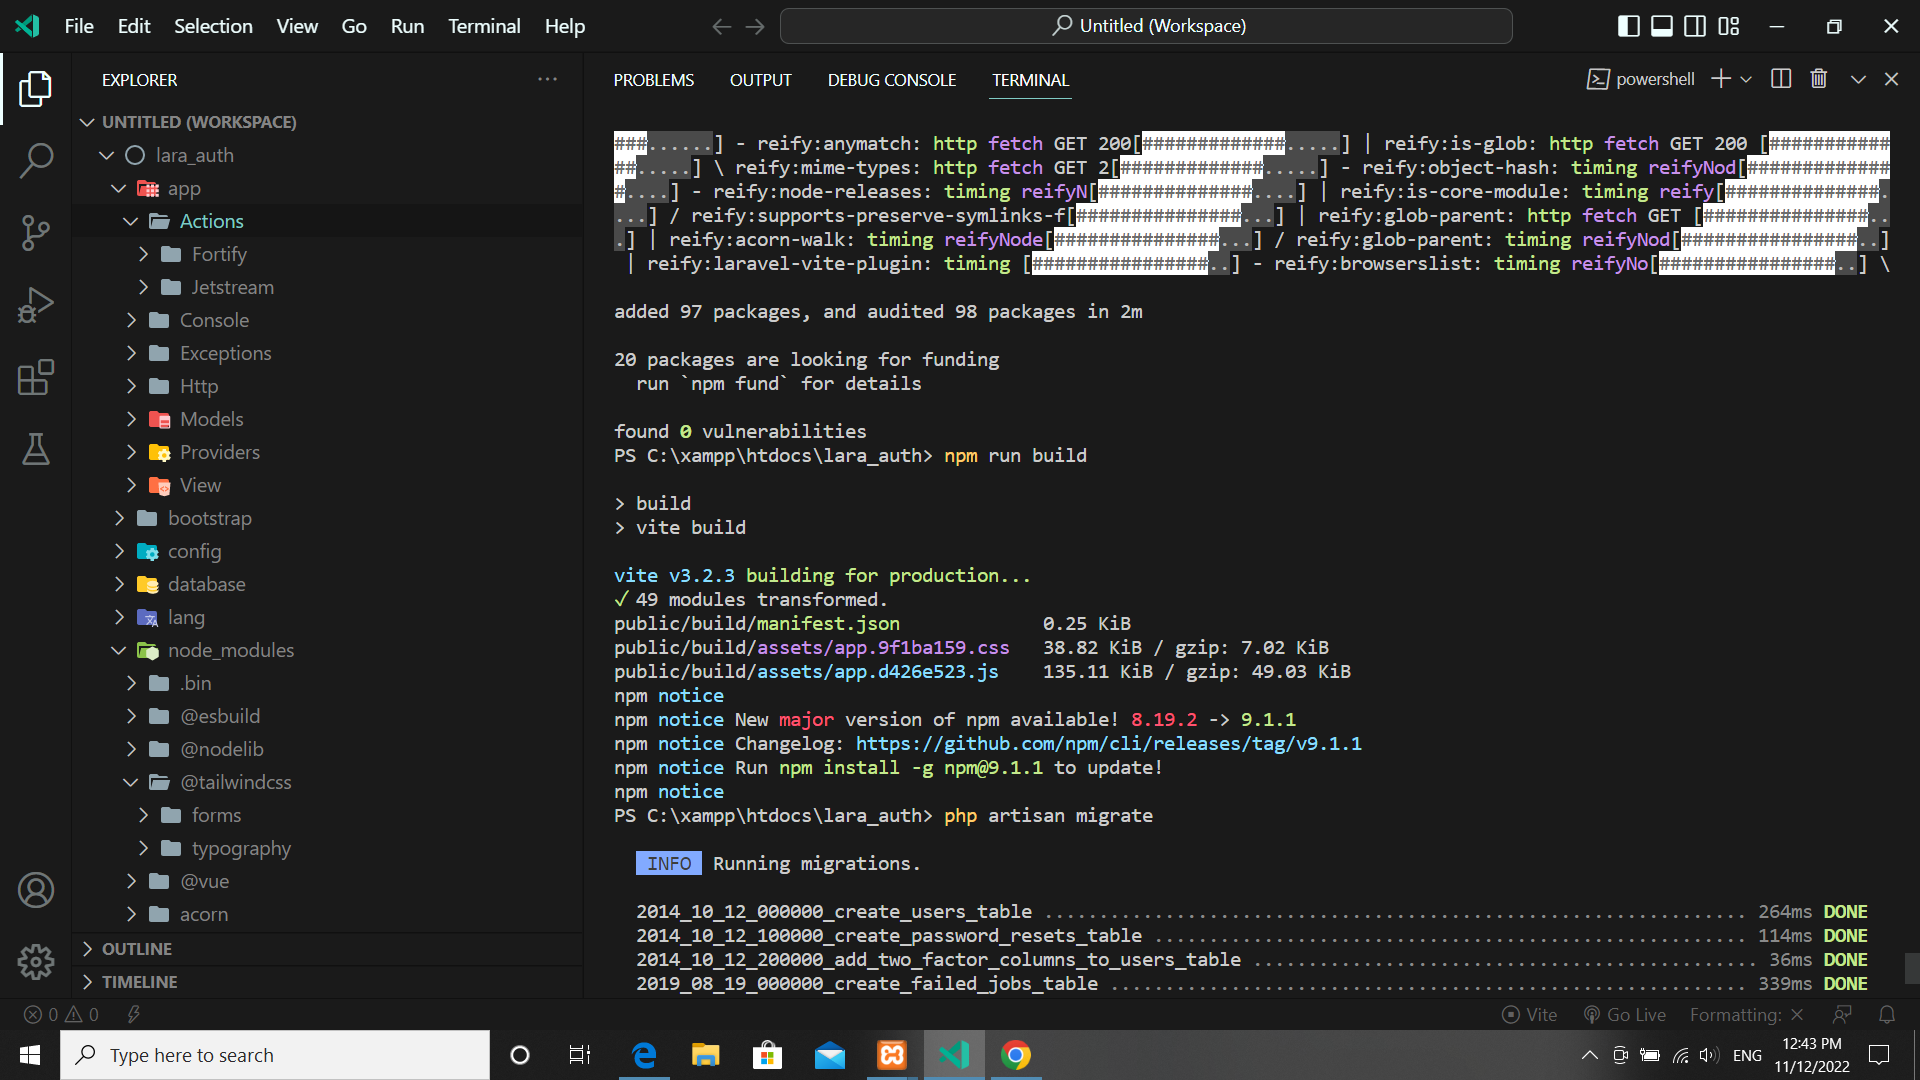 File Edit Selection View Go Run Terminal Help
Untitled (Workspace)
EXPLORER
UNTITLED (WORKSPACE)
lara_auth
app
Actions
Fortify
Jetstream
Console
Exceptions
Http
Models
Providers
View
bootstrap
config
database
lang
node_modules
.bin
@esbuild
@nodelib
@tailwindcss
forms
typography
@vue
acorn
OUTLINE
TIMELINE
PROBLEMS OUTPUT DEBUG CONSOLE TERMINAL
powershell
###......] - reify:anymatch: http fetch GET 200[#############.....] | reify:is-glob: http fetch GET 200 [###########
##.....] \ reify:mime-types: http fetch GET 2[#############.....] - reify:object-hash: timing reifyNod[#############
#....] - reify:node-releases: timing reifyN[##############....] | reify:is-core-module: timing reify[##############.
...] / reify:supports-preserve-symlinks-f[###############...] | reify:glob-parent: http fetch GET [###############..
.] | reify:acorn-walk: timing reifyNode[###############...] / reify:glob-parent: timing reifyNod[################..]
| reify:laravel-vite-plugin: timing [################..] - reify:browserslist: timing reifyNo[################..] \
added 97 packages, and audited 98 packages in 2m
20 packages are looking for funding
run `npm fund` for details
found 0 vulnerabilities
PS C:\xampp\htdocs\lara_auth> npm run build
> build
> vite build
vite v3.2.3 building for production...
✓ 49 modules transformed.
public/build/manifest.json 0.25 KiB
public/build/assets/app.9f1ba159.css 38.82 KiB / gzip: 7.02 KiB
public/build/assets/app.d426e523.js 135.11 KiB / gzip: 49.03 KiB
npm notice
npm notice New major version of npm available! 8.19.2 -> 9.1.1
npm notice Changelog: https://github.com/npm/cli/releases/tag/v9.1.1
npm notice Run npm install -g npm@9.1.1 to update!
npm notice
PS C:\xampp\htdocs\lara_auth> php artisan migrate
INFO Running migrations.
2014_10_12_000000_create_users_table ................................................................ 264ms DONE
2014_10_12_100000_create_password_resets_table ...................................................... 114ms DONE
2014_10_12_200000_add_two_factor_columns_to_users_table .............................................. 36ms DONE
2019_08_19_000000_create_failed_jobs_table .......................................................... 339ms DONE
0 0
Vite Go Live Formatting: ×
Type here to search
ENG
12:43 PM
11/12/2022